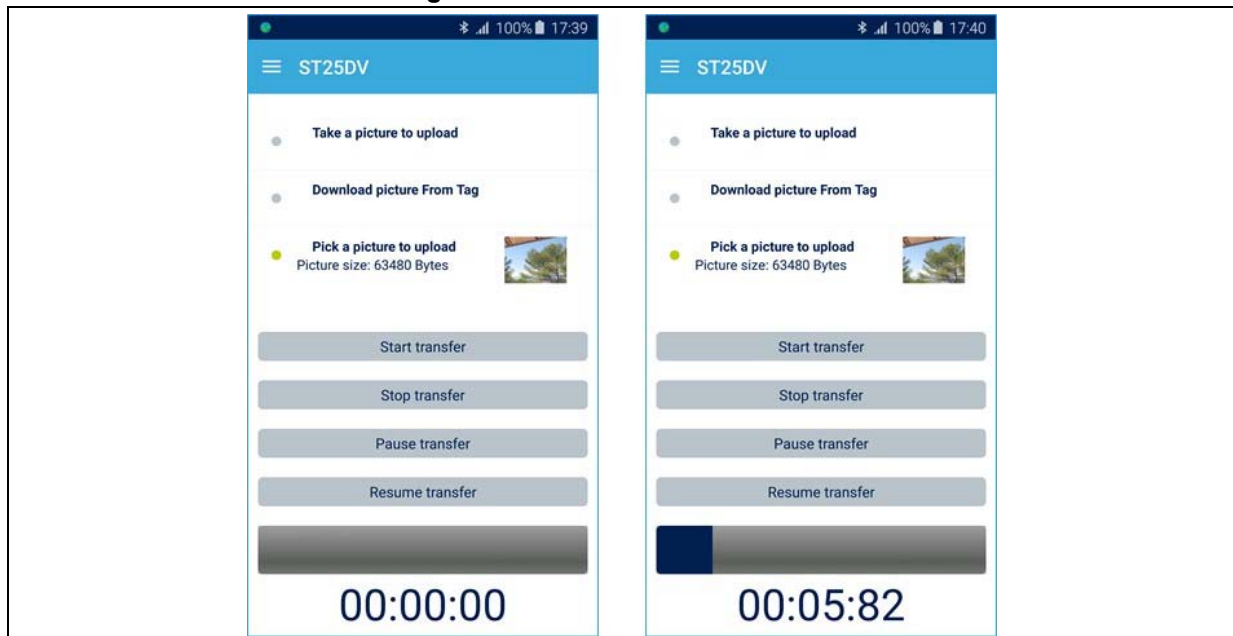 100% 17:39
ST25DV
Take a picture to upload
Download picture From Tag
Pick a picture to upload
Picture size: 63480 Bytes
Start transfer
Stop transfer
Pause transfer
Resume transfer
00:00:00
100% 17:40
ST25DV
Take a picture to upload
Download picture From Tag
Pick a picture to upload
Picture size: 63480 Bytes
Start transfer
Stop transfer
Pause transfer
Resume transfer
00:05:82